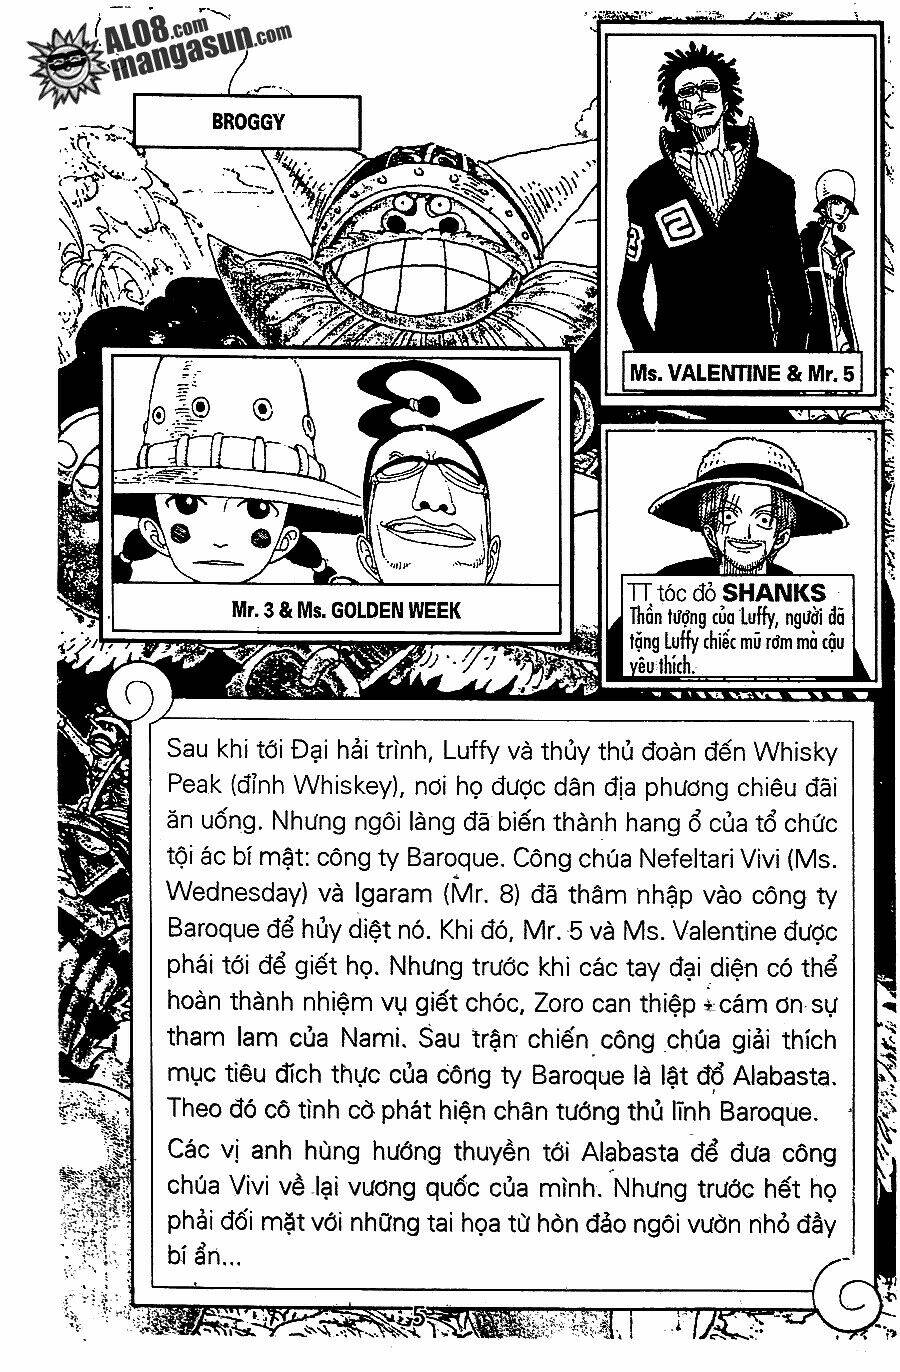 ALO8.com
mangasun.com
BROGGY
Ms. VALENTINE & Mr. 5
Mr. 3 & Ms. GOLDEN WEEK
TT tóc đỏ SHANKS
Thần tượng của Luffy, người đã
tặng Luffy chiếc mũ rơm mà cậu
yêu thích.
Sau khi tới Đại hải trình, Luffy và thủy thủ đoàn đến Whisky
Peak (đỉnh Whiskey), nơi họ được dân địa phương chiêu đãi
ăn uống. Nhưng ngôi làng đã biến thành hang ổ của tổ chức
tội ác bí mật: công ty Baroque. Công chúa Nefeltari Vivi (Ms.
Wednesday) và Igaram (Mr. 8) đã thâm nhập vào công ty
Baroque để hủy diệt nó. Khi đó, Mr. 5 và Ms. Valentine được
phái tới để giết họ. Nhưng trước khi các tay đại diện có thể
hoàn thành nhiệm vụ giết chóc, Zoro can thiệp - cám ơn sự
tham lam của Nami. Sau trận chiến công chúa giải thích
mục tiêu đích thực của công ty Baroque là lật đổ Alabasta.
Theo đó cô tình cờ phát hiện chân tướng thủ lĩnh Baroque.
Các vị anh hùng hướng thuyền tới Alabasta để đưa công
chúa Vivi về lại vương quốc của mình. Nhưng trước hết họ
phải đối mặt với những tai họa từ hòn đảo ngôi vườn nhỏ đầy
bí ẩn...
5